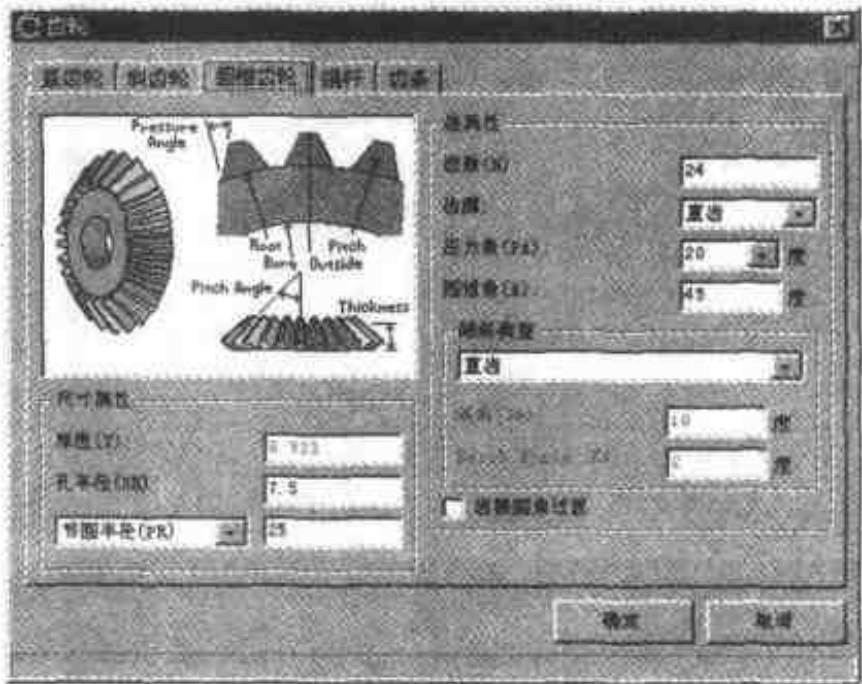 齿轮
直齿轮 斜齿轮 圆锥齿轮 蜗杆 齿条
Pressure
Angle
Root
Bore
Pitch
Outside
Pitch Angle
Thickness
尺寸属性
厚度(T):
孔半径(HR)
7.5
节圆半径(PR)
25
齿属性
齿数(N)
24
齿廓:
直齿
压力角(PA):
20
度
圆锥角(A):
45
度
倾斜类型
直齿
10
度
0
度
齿根圆角过渡
确定
取消